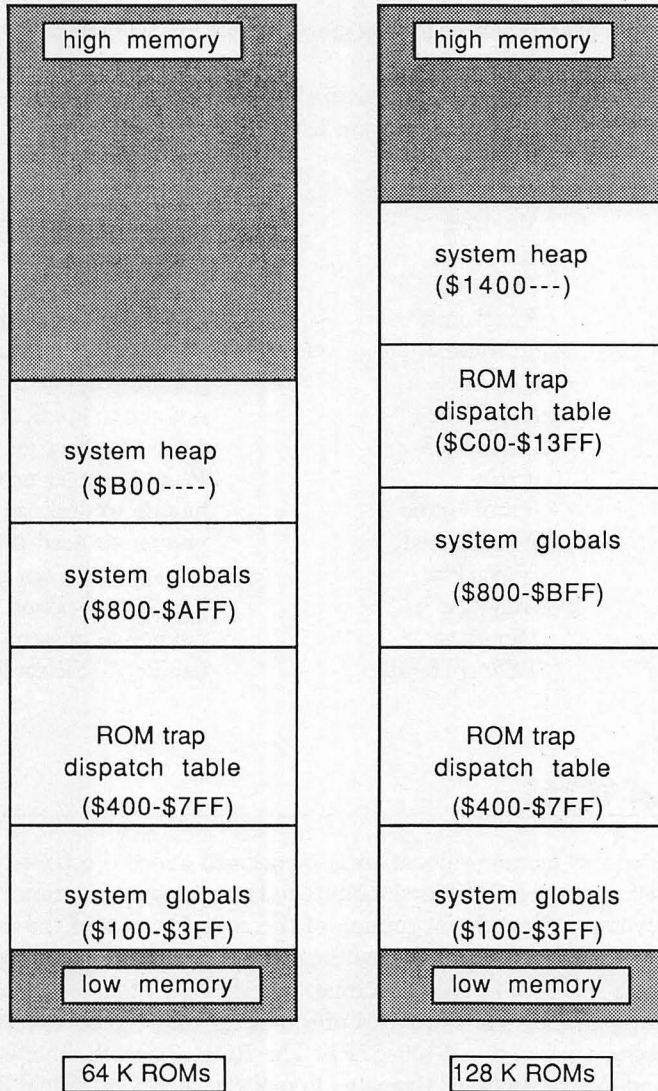 high memory
system heap
($B00----)
system globals
($800-$AFF)
ROM trap
dispatch table
($400-$7FF)
system globals
($100-$3FF)
low memory
64 K ROMs
high memory
system heap
($1400---)
ROM trap
dispatch table
($C00-$13FF)
system globals
($800-$BFF)
ROM trap
dispatch table
($400-$7FF)
system globals
($100-$3FF)
low memory
128 K ROMs